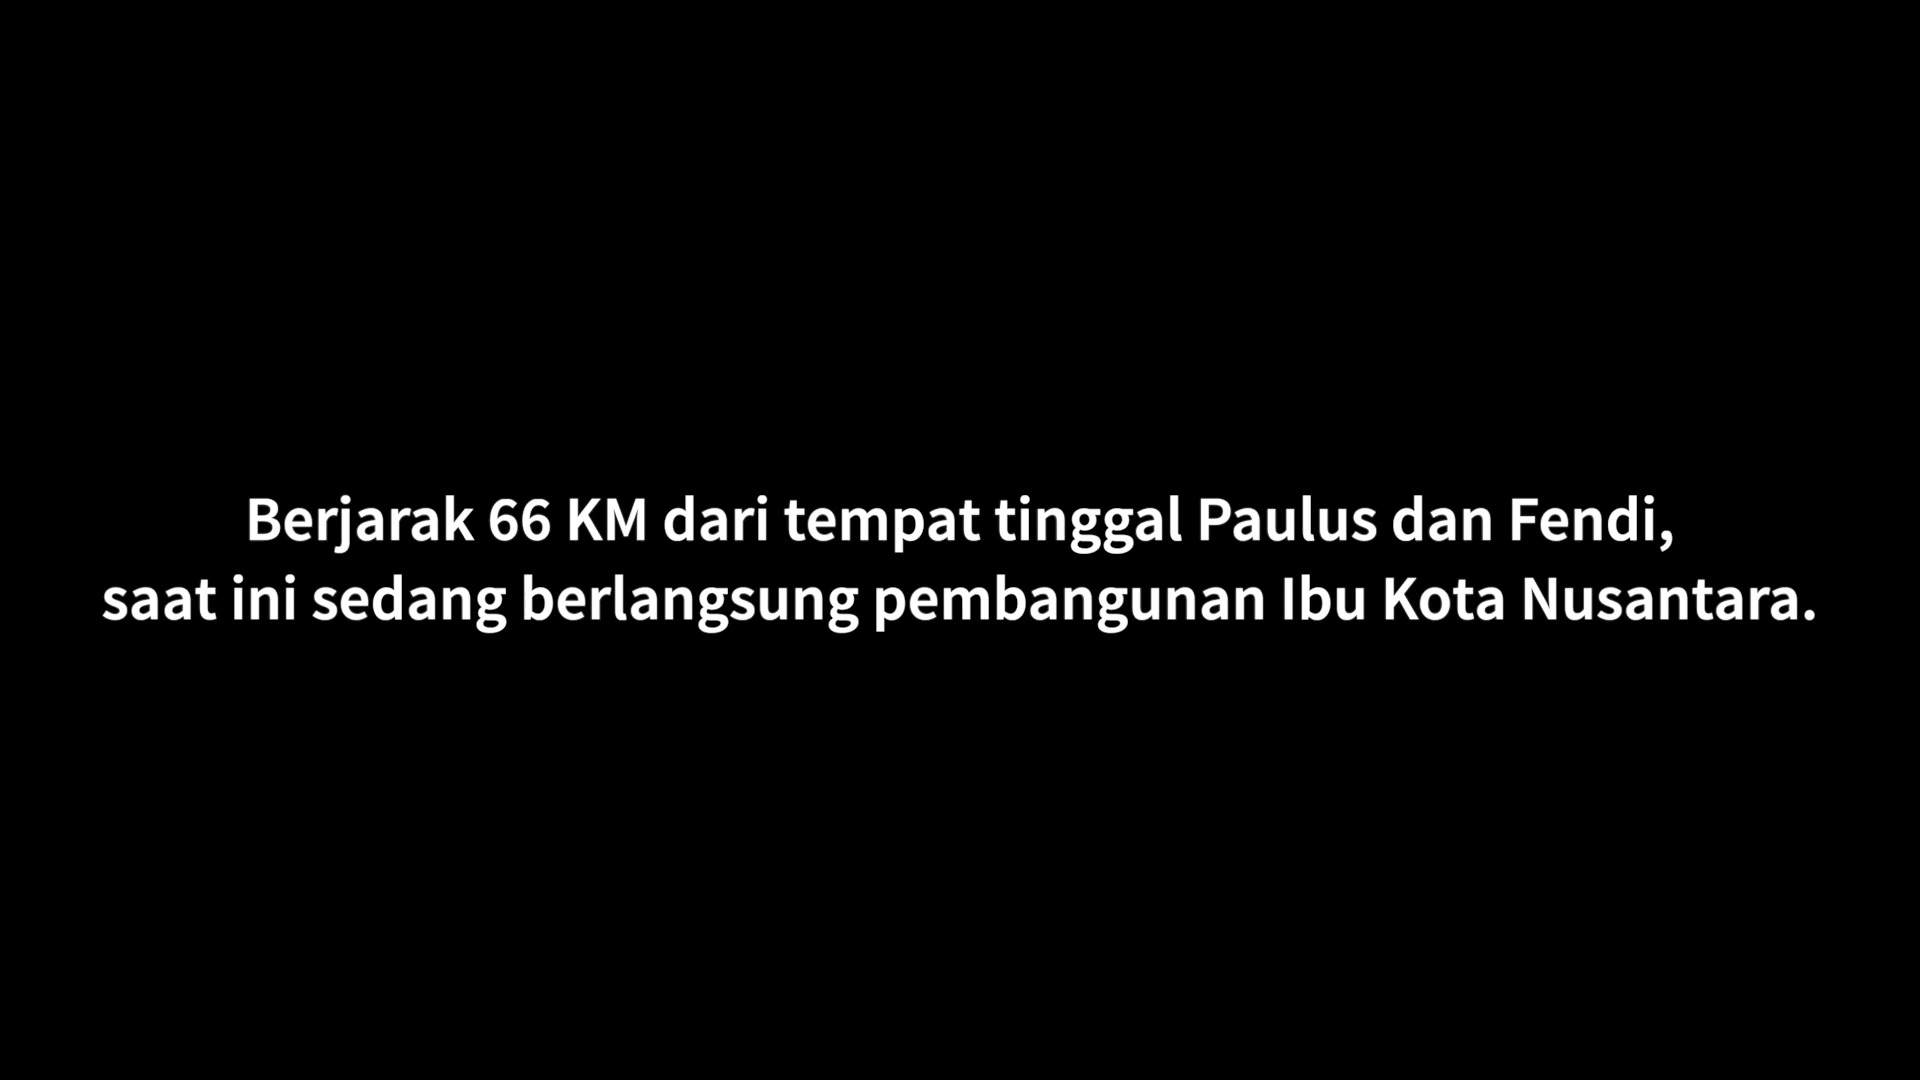 Berjarak 66 KM dari tempat tinggal Paulus dan Fendi,
saat ini sedang berlangsung pembangunan Ibu Kota Nusantara.